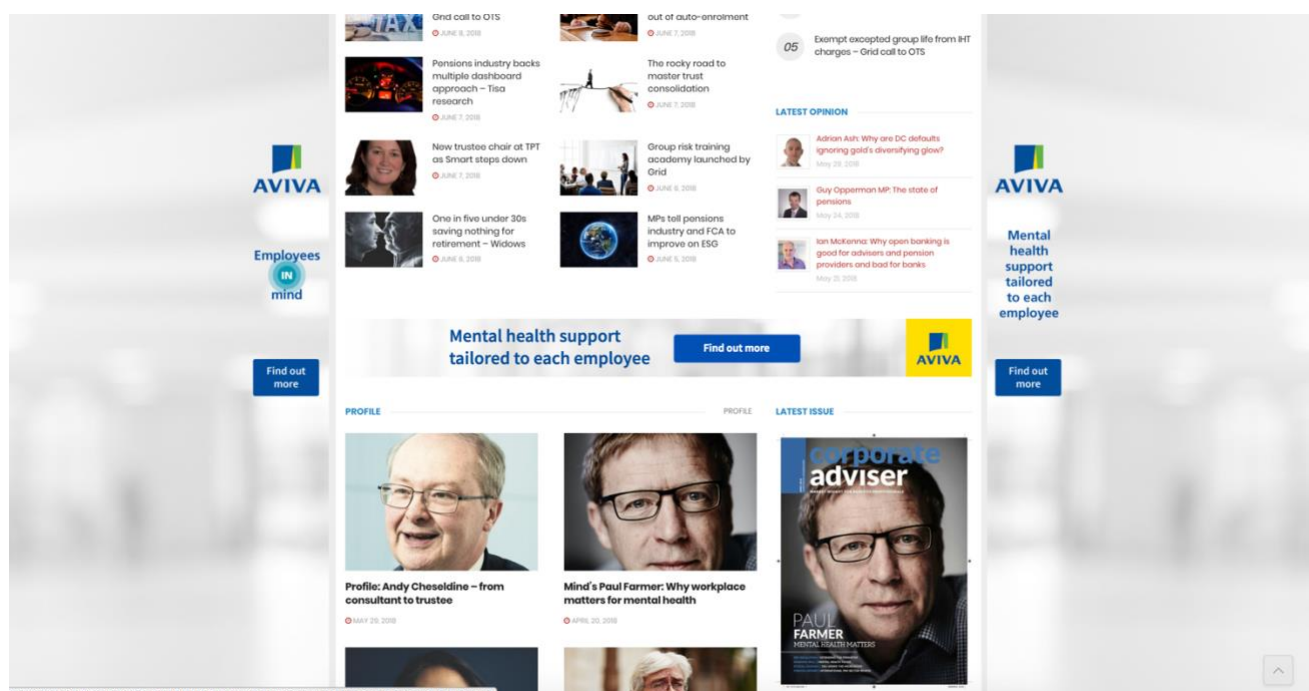 TAX
Grid call to OTS
JUNE 8, 2018
out of auto-enrolment
JUNE 7, 2018
05
Exempt excepted group life from IHT
charges – Grid call to OTS
Pensions industry backs
multiple dashboard
approach – Tisa
research
JUNE 7, 2018
The rocky road to
master trust
consolidation
JUNE 7, 2018
LATEST OPINION
Adrian Ash: Why are DC defaults
ignoring gold's diversifying glow?
May 29, 2018
New trustee chair at TPT
as Smart steps down
JUNE 7, 2018
Group risk training
academy launched by
Grid
JUNE 6, 2018
Guy Opperman MP: The state of
pensions
May 24, 2018
One in five under 30s
saving nothing for
retirement – Widows
JUNE 6, 2018
MPs tell pensions
industry and FCA to
improve on ESG
JUNE 5, 2018
Ian McKenna: Why open banking is
good for advisers and pension
providers and bad for banks
May 21, 2018
AVIVA
Employees
IN
mind
Find out
more
AVIVA
Mental
health
support
tailored
to each
employee
Find out
more
Mental health support
tailored to each employee
Find out more
AVIVA
PROFILE
PROFILE
LATEST ISSUE
Profile: Andy Cheseldine – from
consultant to trustee
MAY 29, 2018
Mind's Paul Farmer: Why workplace
matters for mental health
APRIL 20, 2018
corporate
adviser
PAUL
FARMER
MENTAL HEALTH MATTERS